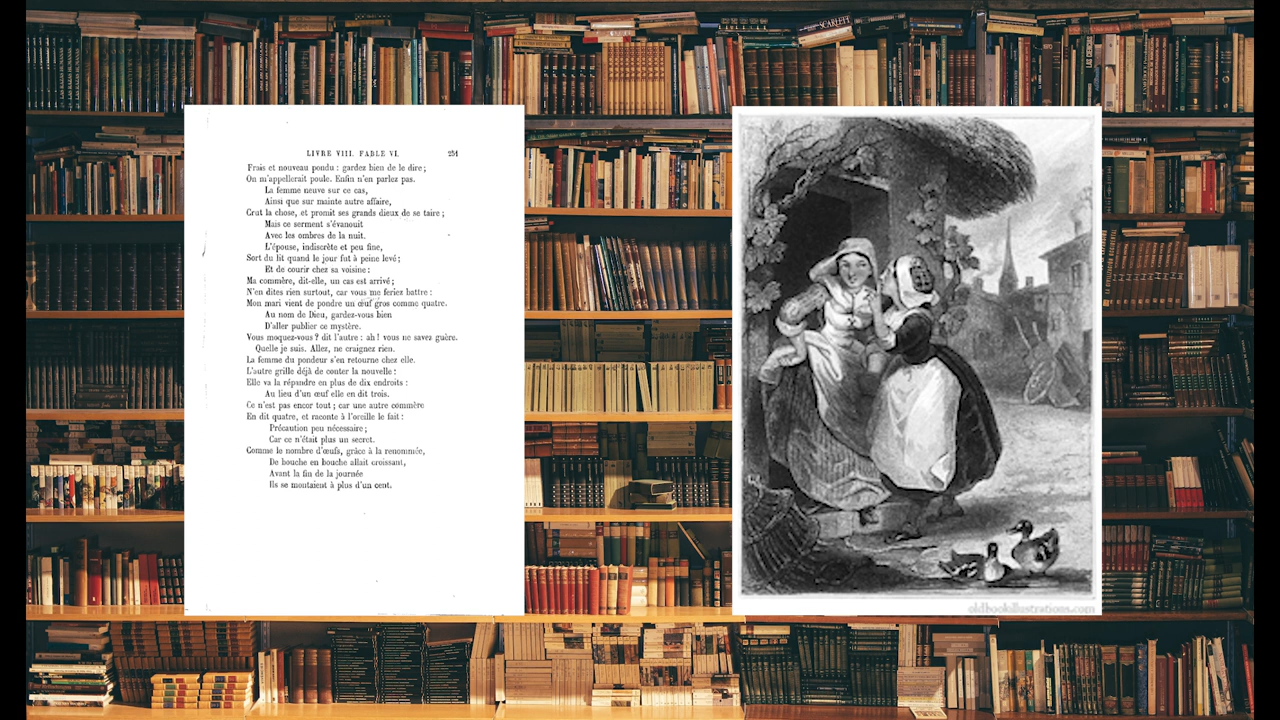 LIVRE VIII. FABLE VI. 251
Frais et nouveau pondu : gardez bien de le dire ;
On m'appellerait poule. Enfin n'en parlez pas.
La femme neuve sur ce cas,
Ainsi que sur mainte autre affaire,
Crut la chose, et promit ses grands dieux de se taire ;
Mais ce serment s'évanouit
Avec les ombres de la nuit.
L'épouse, indiscrète et peu fine,
Sort du lit quand le jour fut à peine levé ;
Et de courir chez sa voisine :
Ma commère, dit-elle, un cas est arrivé ;
N'en dites rien surtout, car vous me feriez battre :
Mon mari vient de pondre un œuf gros comme quatre.
Au nom de Dieu, gardez-vous bien
D'aller publier ce mystère.
Vous moquez-vous ? dit l'autre : ah ! vous ne savez guère.
Quelle je suis. Allez, ne craignez rien.
La femme du pondeur s'en retourne chez elle.
L'autre grille déjà de conter la nouvelle :
Elle va la répandre en plus de dix endroits :
Au lieu d'un œuf elle en dit trois.
Ce n'est pas encor tout ; car une autre commère
En dit quatre, et raconte à l'oreille le fait :
Précaution peu nécessaire ;
Car ce n'était plus un secret.
Comme le nombre d'œufs, grâce à la renommée,
De bouche en bouche allait croissant,
Avant la fin de la journée
Ils se montaient à plus d'un cent.
SCARLETT
oldbookillustrations.com